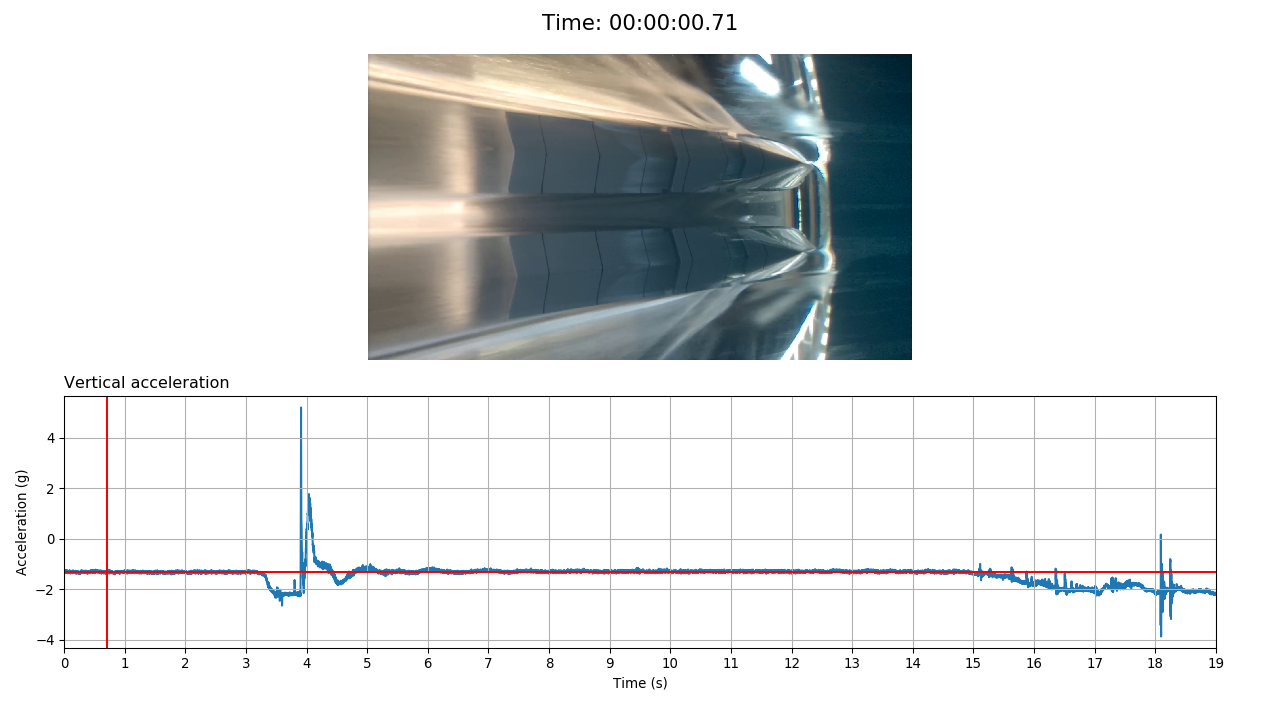 Time: 00:00:00.71
Vertical acceleration
Acceleration (g)
4
2
0
−2
−4
0 1 2 3 4 5 6 7 8 9 10 11 12 13 14 15 16 17 18 19
Time (s)